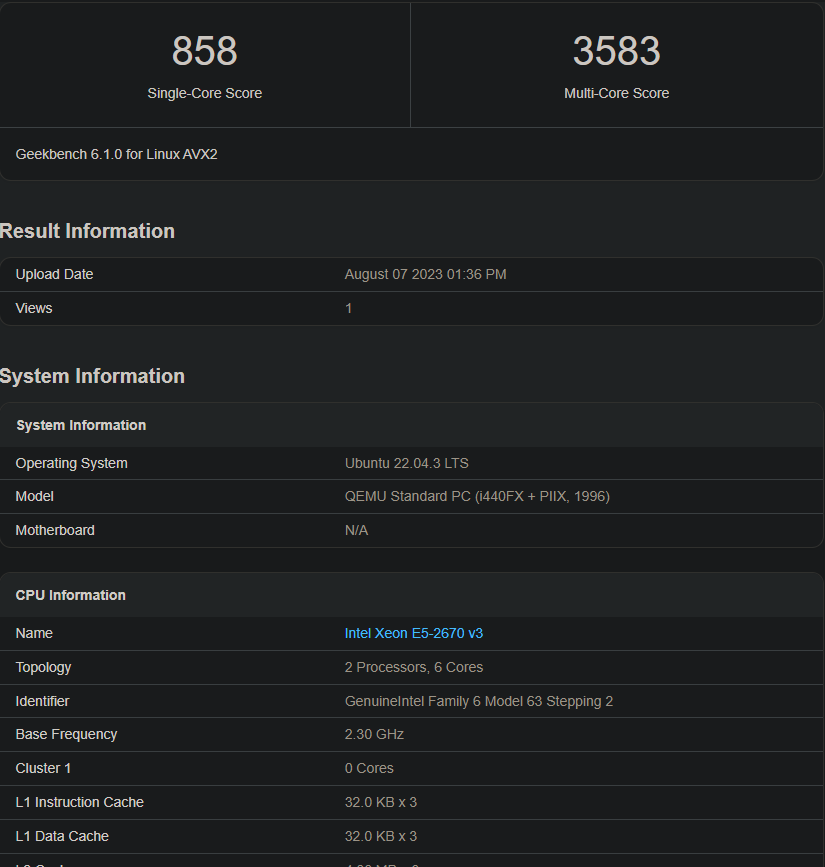 858 3583
Single-Core Score Multi-Core Score
Geekbench 6.1.0 for Linux AVX2
Result Information
Upload Date August 07 2023 01:36 PM
Views 1
System Information
System Information
Operating System Ubuntu 22.04.3 LTS
Model QEMU Standard PC (i440FX + PIIX, 1996)
Motherboard N/A
CPU Information
Name Intel Xeon E5-2670 v3
Topology 2 Processors, 6 Cores
Identifier GenuineIntel Family 6 Model 63 Stepping 2
Base Frequency 2.30 GHz
Cluster 1 0 Cores
L1 Instruction Cache 32.0 KB x 3
L1 Data Cache 32.0 KB x 3